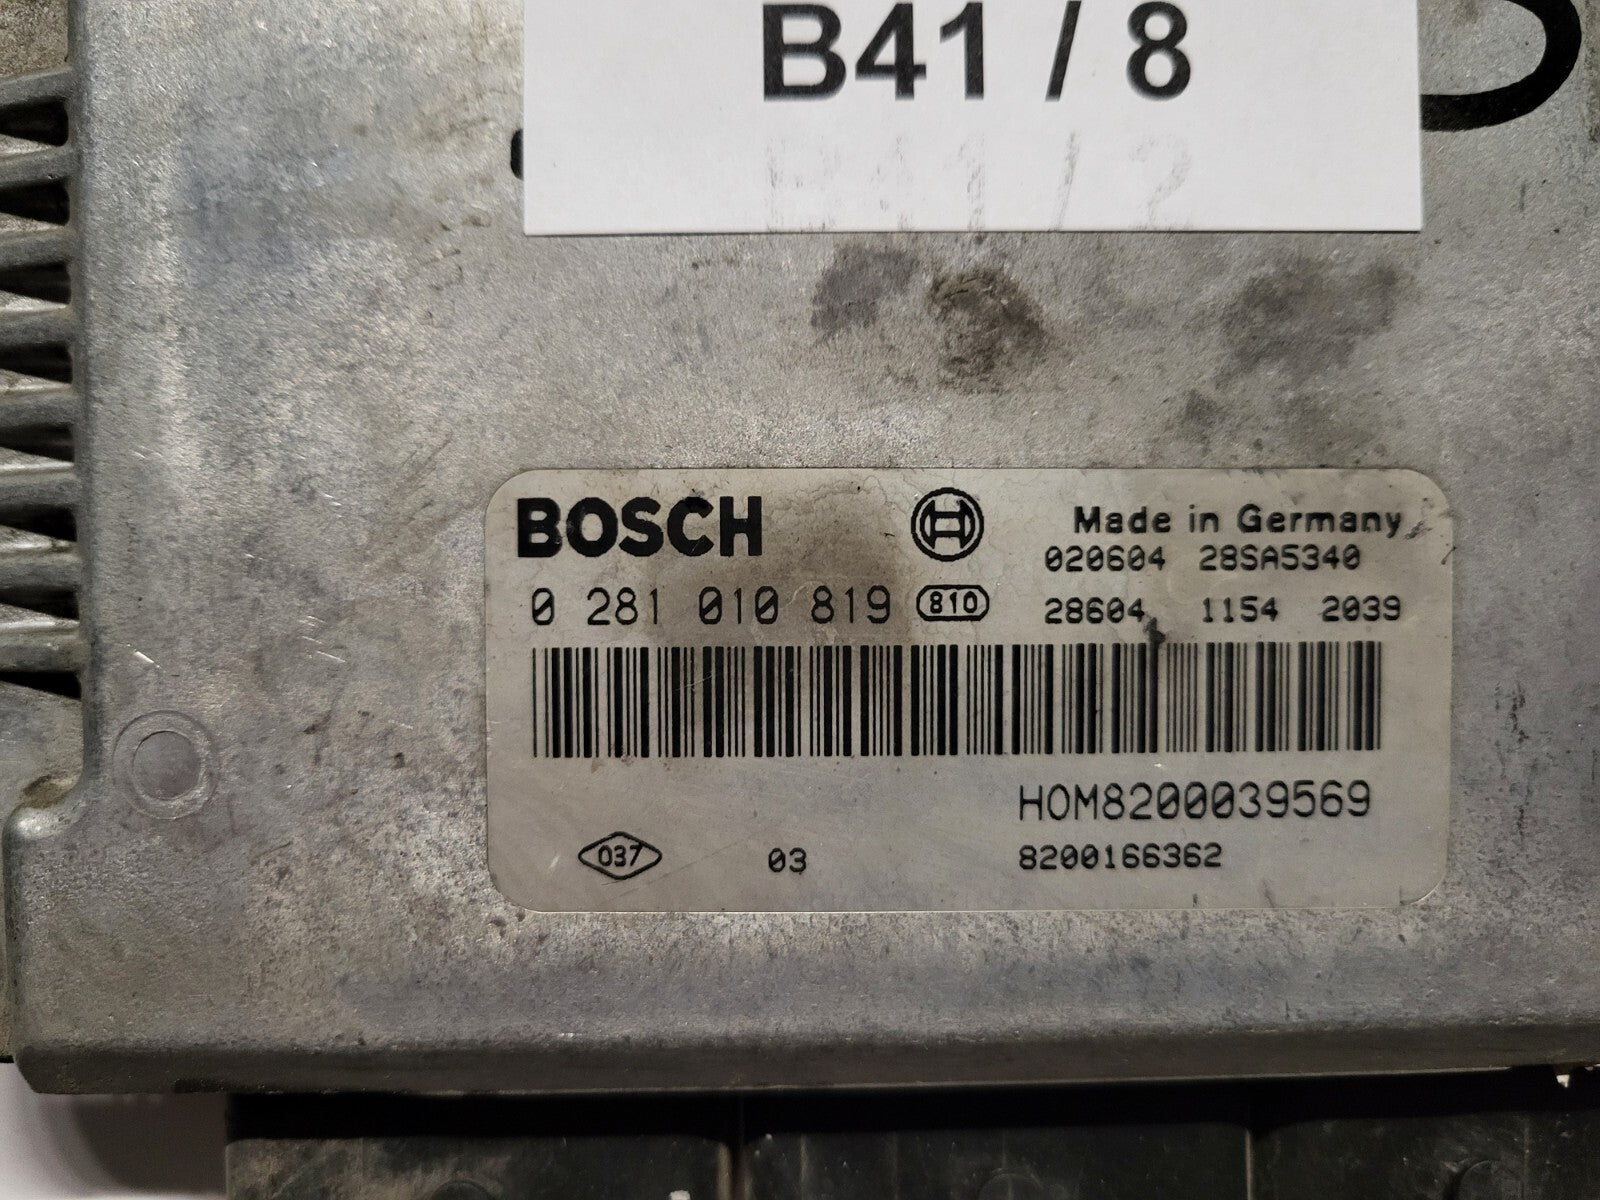 B41 / 8
BOSCH
Made in Germany
020604 28SA5340
0 281 010 819 810
28604 1154 2039
HOM8200039569
037 03 8200166362